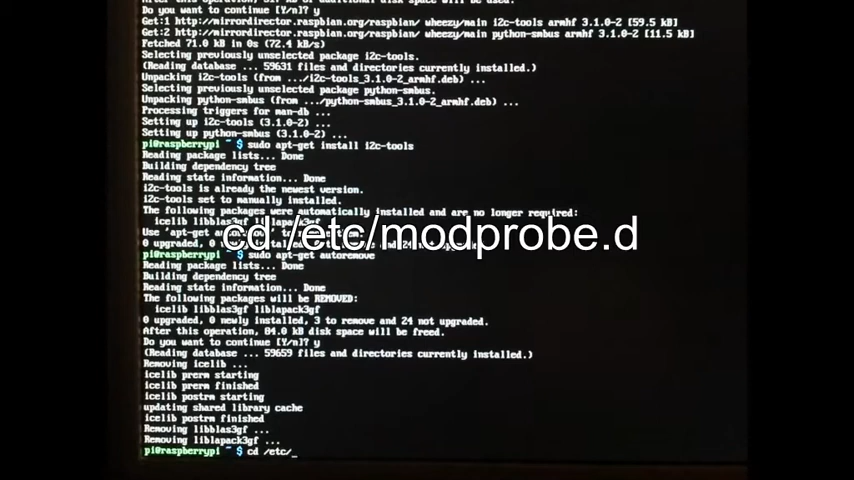 Do you want to continue [Y/n]? y
Get:1 http://mirrordirector.raspbian.org/raspbian/ wheezy/main i2c-tools armhf 3.1.0-2 [59.5 kB]
Get:2 http://mirrordirector.raspbian.org/raspbian/ wheezy/main python-smbus armhf 3.1.0-2 [11.5 kB]
Fetched 71.0 kB in 0s (72.4 kB/s)
Selecting previously unselected package i2c-tools.
(Reading database ... 59631 files and directories currently installed.)
Unpacking i2c-tools (from .../i2c-tools_3.1.0-2_armhf.deb) ...
Selecting previously unselected package python-smbus.
Unpacking python-smbus (from .../python-smbus_3.1.0-2_armhf.deb) ...
Processing triggers for man-db ...
Setting up i2c-tools (3.1.0-2) ...
Setting up python-smbus (3.1.0-2) ...
pi@raspberrypi ~ $ sudo apt-get install i2c-tools
Reading package lists... Done
Building dependency tree
Reading state information... Done
i2c-tools is already the newest version.
i2c-tools set to manually installed.
The following packages were automatically installed and are no longer required:
icelib libblas3gf liblapack3gf
Use 'apt-get
cd /etc/modprobe.d
0 upgraded, 0 and 24 not
pi@raspberrypi ~ $ sudo apt-get autoremove
Reading package lists... Done
Building dependency tree
Reading state information... Done
The following packages will be REMOVED:
icelib libblas3gf liblapack3gf
0 upgraded, 0 newly installed, 3 to remove and 24 not upgraded.
After this operation, 84.0 kB disk space will be freed.
Do you want to continue [Y/n]? y
(Reading database ... 59659 files and directories currently installed.)
Removing icelib ...
icelib prerm starting
icelib prerm finished
icelib postrm starting
updating shared library cache
icelib postrm finished
Removing libblas3gf ...
Removing liblapack3gf ...
pi@raspberrypi ~ $ cd /etc/_